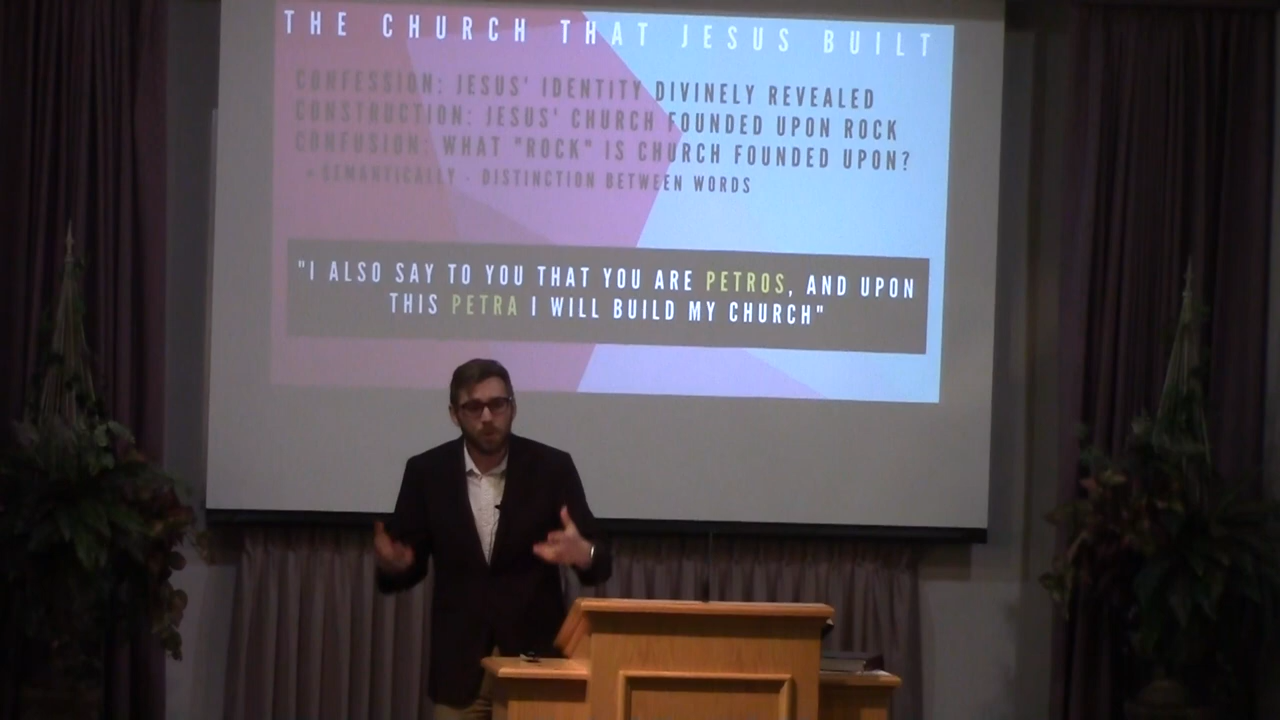 THE CHURCH THAT JESUS BUILT
CONFESSION: JESUS' IDENTITY DIVINELY REVEALED
CONSTRUCTION: JESUS' CHURCH FOUNDED UPON ROCK
CONFUSION: WHAT "ROCK" IS CHURCH FOUNDED UPON?
• SEMANTICALLY - DISTINCTION BETWEEN WORDS
"I ALSO SAY TO YOU THAT YOU ARE PETROS, AND UPON
THIS PETRA I WILL BUILD MY CHURCH"